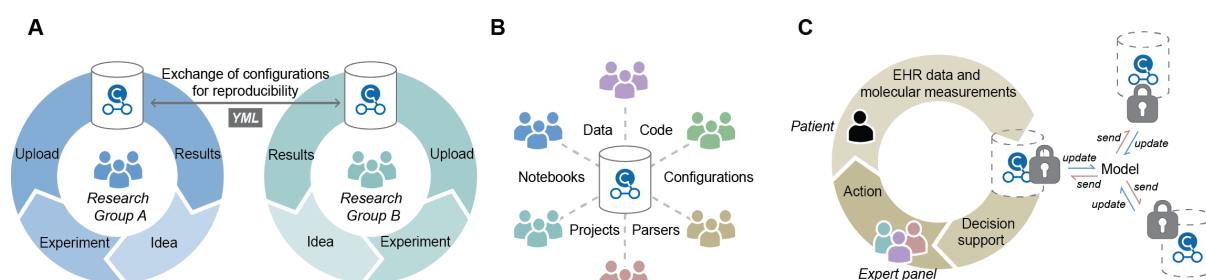 A
Exchange of configurations
for reproducibility
YML
Upload
Results
Research
Group A
Experiment
Idea
Results
Upload
Research
Group B
Idea
Experiment
B
Data
Code
Notebooks
Configurations
Projects
Parsers
C
EHR data and
molecular measurements
Patient
Action
Decision
support
Expert panel
update
send
Model
send
update
send
update
C
C
C
C
C
C